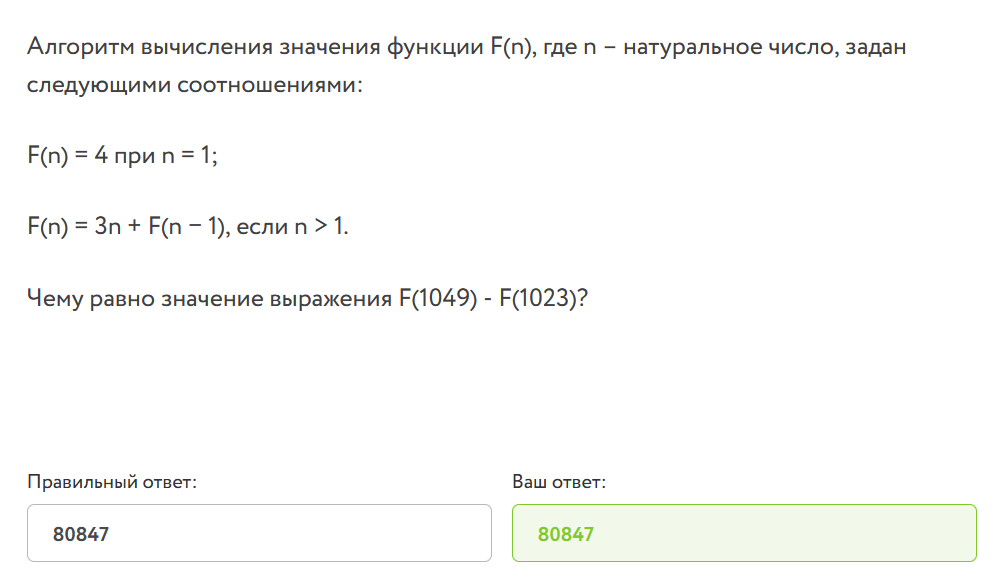 Алгоритм вычисления значения функции F(n), где n – натуральное число, задан
следующими соотношениями:
F(n) = 4 при n = 1;
F(n) = 3n + F(n − 1), если n > 1.
Чему равно значение выражения F(1049) - F(1023)?
Правильный ответ:
Ваш ответ:
80847
80847